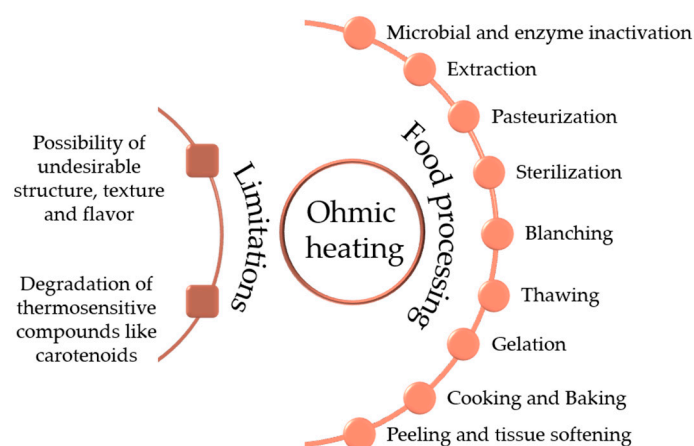 Possibility of
undesirable
structure, texture
and flavor
Degradation of
thermosensitive
compounds like
carotenoids
Limitations
Ohmic
heating
Food processing
Microbial and enzyme inactivation
Extraction
Pasteurization
Sterilization
Blanching
Thawing
Gelation
Cooking and Baking
Peeling and tissue softening